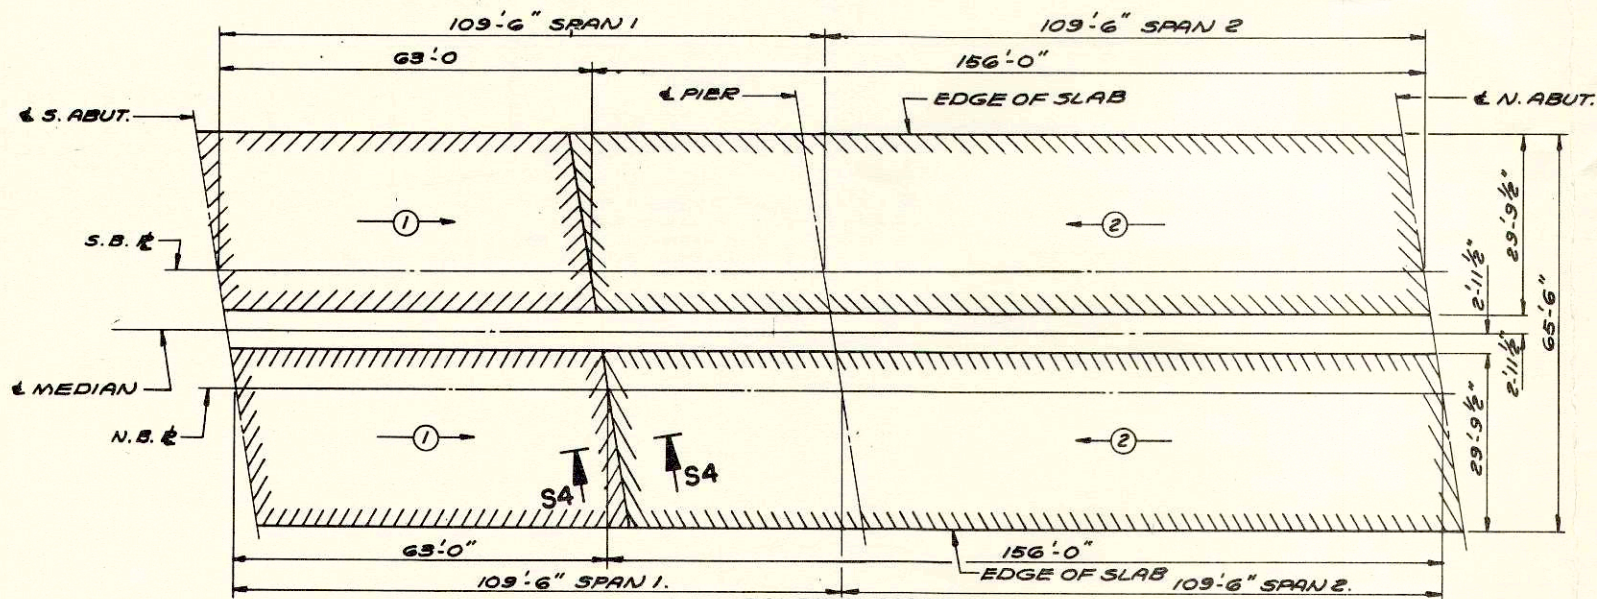 109'-6" SPAN 1
109'-6" SPAN 2
63'-0
156'-0"
℄ PIER
EDGE OF SLAB
℄ N. ABUT.
℄ S. ABUT.
29'-9½"
1
2
S.B. ⅊
2'-11½"
65'-6"
℄ MEDIAN
2'-11½"
N.B. ⅊
1
2
29'-9½"
S4
S4
63'-0"
156'-0"
EDGE OF SLAB
109'-6" SPAN 1.
109'-6" SPAN 2.